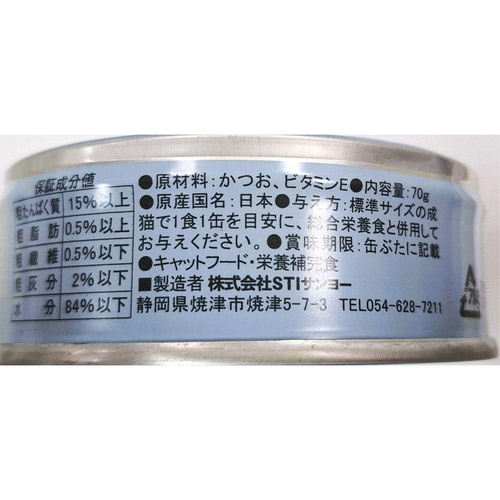 保証成分値
粗たんぱく質 15%以上
粗脂肪 0.5%以上
粗繊維 0.5%以下
粗灰分 2%以下
水分 84%以下
●原材料:かつお、ビタミンE●内容量:70g
●原産国名:日本●与え方:標準サイズの成
猫で1食1缶を目安に、総合栄養食と併用して
お与えください。●賞味期限:缶ぶたに記載
●キャットフード・栄養補完食
■製造者 株式会社STIサンヨー
静岡県焼津市焼津5-7-3 TEL054-628-7211